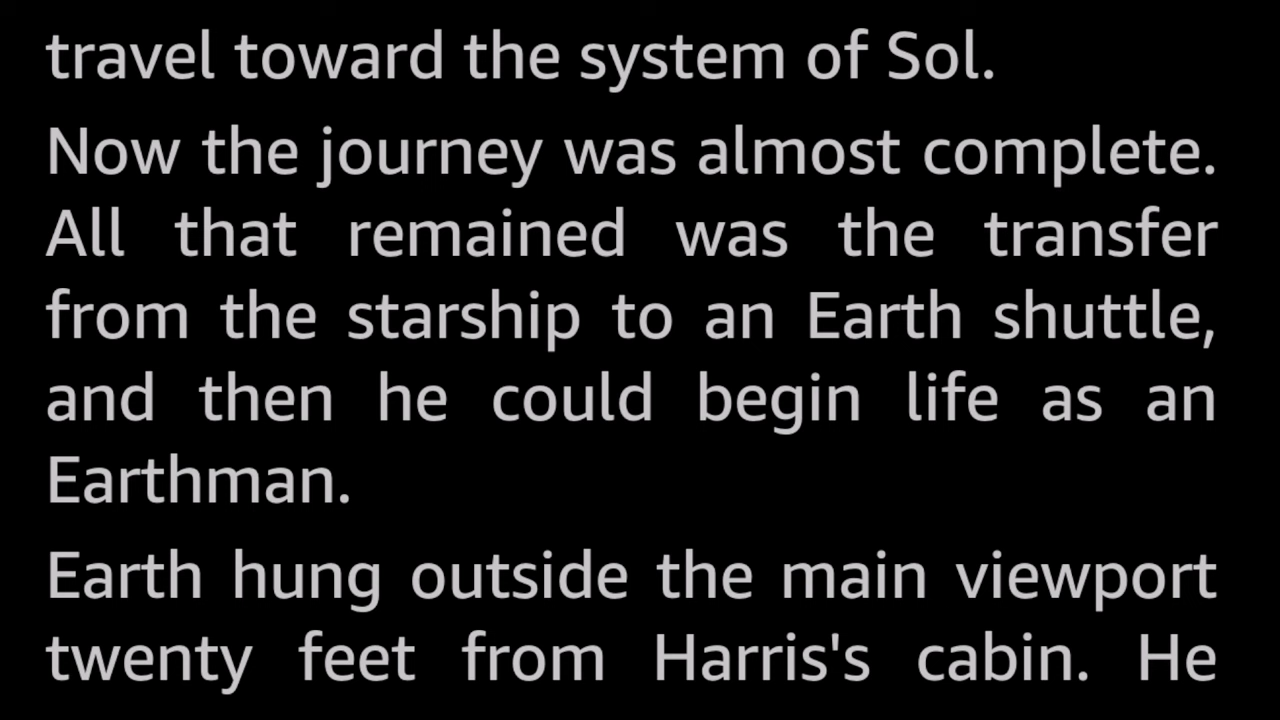 travel toward the system of Sol.
Now the journey was almost complete.
All that remained was the transfer
from the starship to an Earth shuttle,
and then he could begin life as an
Earthman.
Earth hung outside the main viewport
twenty feet from Harris's cabin. He